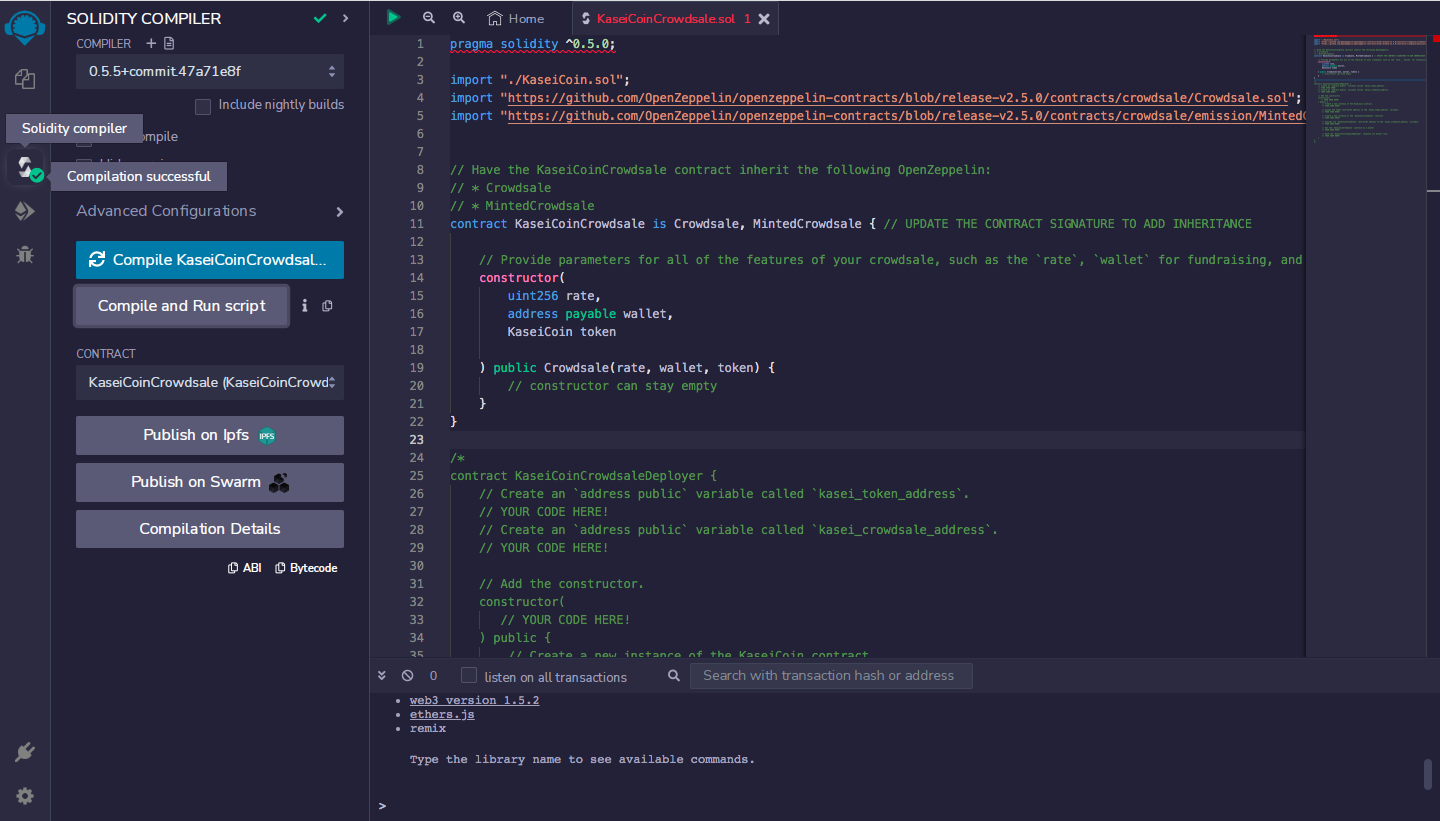 SOLIDITY COMPILER
COMPILER
0.5.5+commit.47a71e8f
Include nightly builds
Solidity compiler
Compilation successful
Advanced Configurations
Compile KaseiCoinCrowdsal...
Compile and Run script
CONTRACT
KaseiCoinCrowdsale (KaseiCoinCrowd
Publish on Ipfs IPFS
Publish on Swarm
Compilation Details
ABI Bytecode
Home KaseiCoinCrowdsale.sol 1
1 pragma solidity ^0.5.0;
2
3 import "./KaseiCoin.sol";
4 import "https://github.com/OpenZeppelin/openzeppelin-contracts/blob/release-v2.5.0/contracts/crowdsale/Crowdsale.sol";
5 import "https://github.com/OpenZeppelin/openzeppelin-contracts/blob/release-v2.5.0/contracts/crowdsale/emission/MintedC
6
7
8 // Have the KaseiCoinCrowdsale contract inherit the following OpenZeppelin:
9 // * Crowdsale
10 // * MintedCrowdsale
11 contract KaseiCoinCrowdsale is Crowdsale, MintedCrowdsale { // UPDATE THE CONTRACT SIGNATURE TO ADD INHERITANCE
12
13 // Provide parameters for all of the features of your crowdsale, such as the `rate`, `wallet` for fundraising, and
14 constructor(
15 uint256 rate,
16 address payable wallet,
17 KaseiCoin token
18
19 ) public Crowdsale(rate, wallet, token) {
20 // constructor can stay empty
21 }
22 }
23
24 /*
25 contract KaseiCoinCrowdsaleDeployer {
26 // Create an `address public` variable called `kasei_token_address`.
27 // YOUR CODE HERE!
28 // Create an `address public` variable called `kasei_crowdsale_address`.
29 // YOUR CODE HERE!
30
31 // Add the constructor.
32 constructor(
33 // YOUR CODE HERE!
34 ) public {
35 // Create a new instance of the KaseiCoin contract
0 listen on all transactions Search with transaction hash or address
• web3 version 1.5.2
• ethers.js
• remix
Type the library name to see available commands.
>